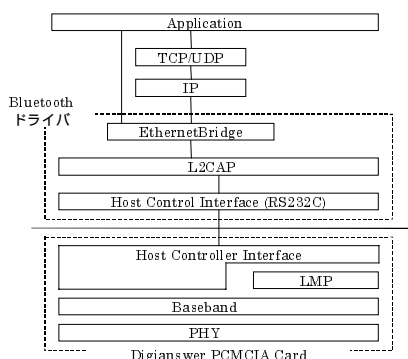 Application
TCP/UDP
IP
Bluetooth
ドライバ
EthernetBridge
L2CAP
Host Control Interface (RS232C)
Host Controller Interface
LMP
Baseband
PHY
Digianswer PCMCIA Card